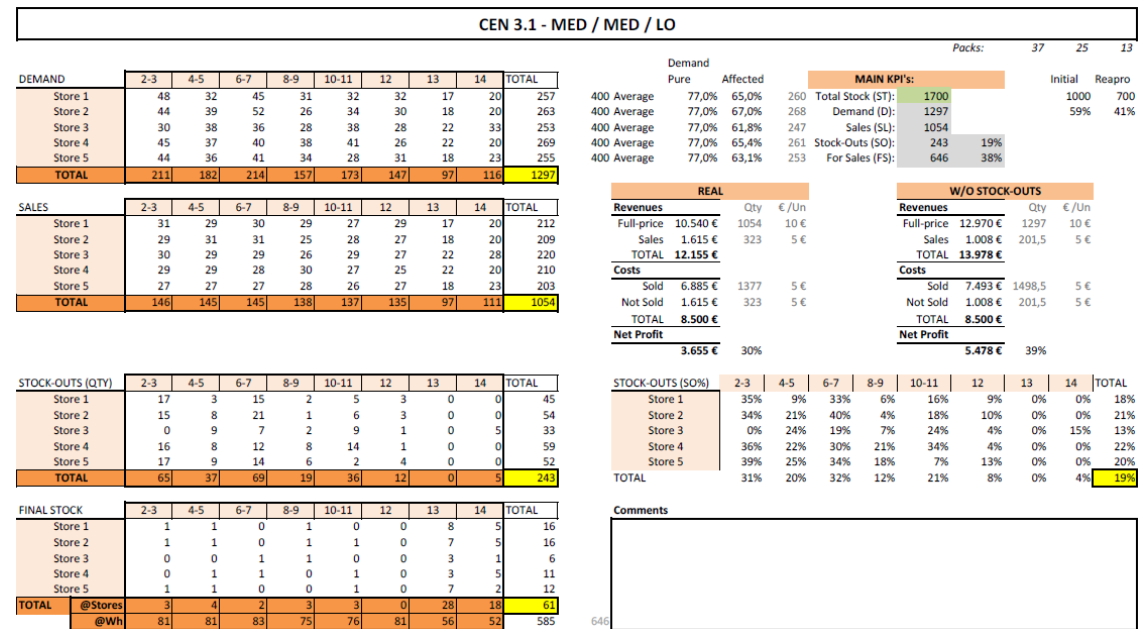 CEN 3.1 - MED / MED / LO
Packs: 37 25 13
Demand
DEMAND 2-3 4-5 6-7 8-9 10-11 12 13 14 TOTAL Pure Affected MAIN KPI's: Initial Reapro
Store 1 48 32 45 31 32 32 17 20 257 400 Average 77,0% 65,0% 260 Total Stock (ST): 1700 1000 700
Store 2 44 39 52 26 34 30 18 20 263 400 Average 77,0% 67,0% 268 Demand (D): 1297 59% 41%
Store 3 30 38 36 28 38 28 22 33 253 400 Average 77,0% 61,8% 247 Sales (SL): 1054
Store 4 45 37 40 38 41 26 22 20 269 400 Average 77,0% 65,4% 261 Stock-Outs (SO): 243 19%
Store 5 44 36 41 34 28 31 18 23 255 400 Average 77,0% 63,1% 253 For Sales (FS): 646 38%
TOTAL 211 182 214 157 173 147 97 116 1297
REAL W/O STOCK-OUTS
SALES 2-3 4-5 6-7 8-9 10-11 12 13 14 TOTAL Revenues Qty €/Un Revenues Qty €/Un
Store 1 31 29 30 29 27 29 17 20 212 Full-price 10.540 € 1054 10 € Full-price 12.970 € 1297 10 €
Store 2 29 31 31 25 28 27 18 20 209 Sales 1.615 € 323 5 € Sales 1.008 € 201,5 5 €
Store 3 30 29 29 26 29 27 22 28 220 TOTAL 12.155 € TOTAL 13.978 €
Store 4 29 29 28 30 27 25 22 20 210 Costs Costs
Store 5 27 27 27 28 26 27 18 23 203 Sold 6.885 € 1377 5 € Sold 7.493 € 1498,5 5 €
TOTAL 146 145 145 138 137 135 97 111 1054 Not Sold 1.615 € 323 5 € Not Sold 1.008 € 201,5 5 €
TOTAL 8.500 € TOTAL 8.500 €
Net Profit Net Profit
3.655 € 30% 5.478 € 39%
STOCK-OUTS (QTY) 2-3 4-5 6-7 8-9 10-11 12 13 14 TOTAL STOCK-OUTS (SO%) 2-3 4-5 6-7 8-9 10-11 12 13 14 TOTAL
Store 1 17 3 15 2 5 3 0 0 45 Store 1 35% 9% 33% 6% 16% 9% 0% 0% 18%
Store 2 15 8 21 1 6 3 0 0 54 Store 2 34% 21% 40% 4% 18% 10% 0% 0% 21%
Store 3 0 9 7 2 9 1 0 5 33 Store 3 0% 24% 19% 7% 24% 4% 0% 15% 13%
Store 4 16 8 12 8 14 1 0 0 59 Store 4 36% 22% 30% 21% 34% 4% 0% 0% 22%
Store 5 17 9 14 6 2 4 0 0 52 Store 5 39% 25% 34% 18% 7% 13% 0% 0% 20%
TOTAL 65 37 69 19 36 12 0 5 243 TOTAL 31% 20% 32% 12% 21% 8% 0% 4% 19%
FINAL STOCK 2-3 4-5 6-7 8-9 10-11 12 13 14 TOTAL Comments
Store 1 1 1 0 1 0 0 8 5 16
Store 2 1 1 0 1 1 0 7 5 16
Store 3 0 0 1 1 0 0 3 1 6
Store 4 0 1 1 0 1 0 3 5 11
Store 5 1 1 0 0 1 0 7 2 12
TOTAL @Stores 3 4 2 3 3 0 28 18 61
@Wh 81 81 83 75 76 81 56 52 585 646